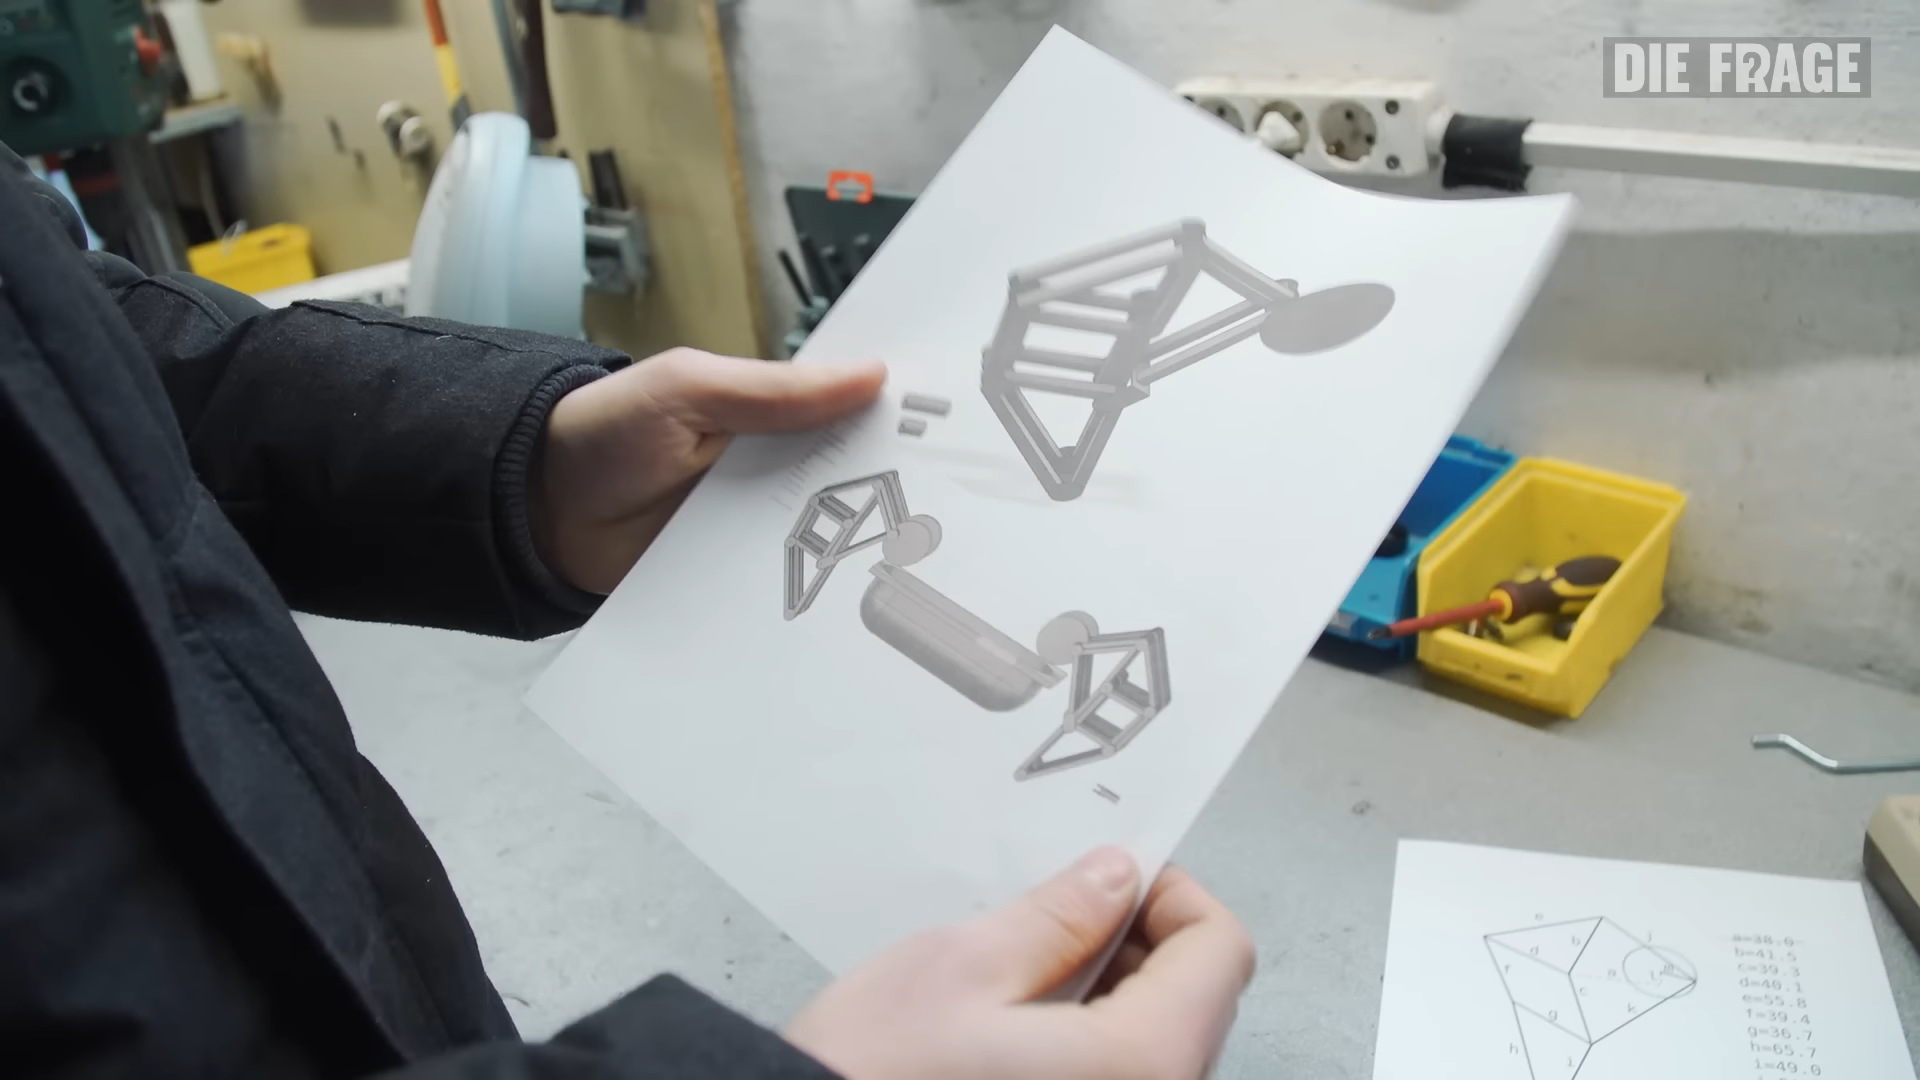 DIE FRAGE
e
j
d
b
f
c
k
g
h
i
a=38.0
b=41.5
c=39.3
d=40.1
e=55.8
f=39.4
g=36.7
h=65.7
i=49.0